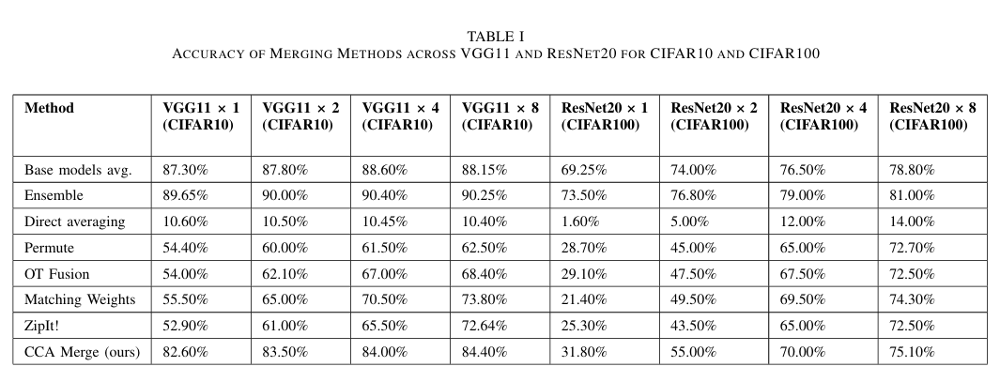 TABLE I
ACCURACY OF MERGING METHODS ACROSS VGG11 AND RESNET20 FOR CIFAR10 AND CIFAR100
Method VGG11 × 1 VGG11 × 2 VGG11 × 4 VGG11 × 8 ResNet20 × 1 ResNet20 × 2 ResNet20 × 4 ResNet20 × 8
(CIFAR10) (CIFAR10) (CIFAR10) (CIFAR10) (CIFAR100) (CIFAR100) (CIFAR100) (CIFAR100)
Base models avg. 87.30% 87.80% 88.60% 88.15% 69.25% 74.00% 76.50% 78.80%
Ensemble 89.65% 90.00% 90.40% 90.25% 73.50% 76.80% 79.00% 81.00%
Direct averaging 10.60% 10.50% 10.45% 10.40% 1.60% 5.00% 12.00% 14.00%
Permute 54.40% 60.00% 61.50% 62.50% 28.70% 45.00% 65.00% 72.70%
OT Fusion 54.00% 62.10% 67.00% 68.40% 29.10% 47.50% 67.50% 72.50%
Matching Weights 55.50% 65.00% 70.50% 73.80% 21.40% 49.50% 69.50% 74.30%
ZipIt! 52.90% 61.00% 65.50% 72.64% 25.30% 43.50% 65.00% 72.50%
CCA Merge (ours) 82.60% 83.50% 84.00% 84.40% 31.80% 55.00% 70.00% 75.10%